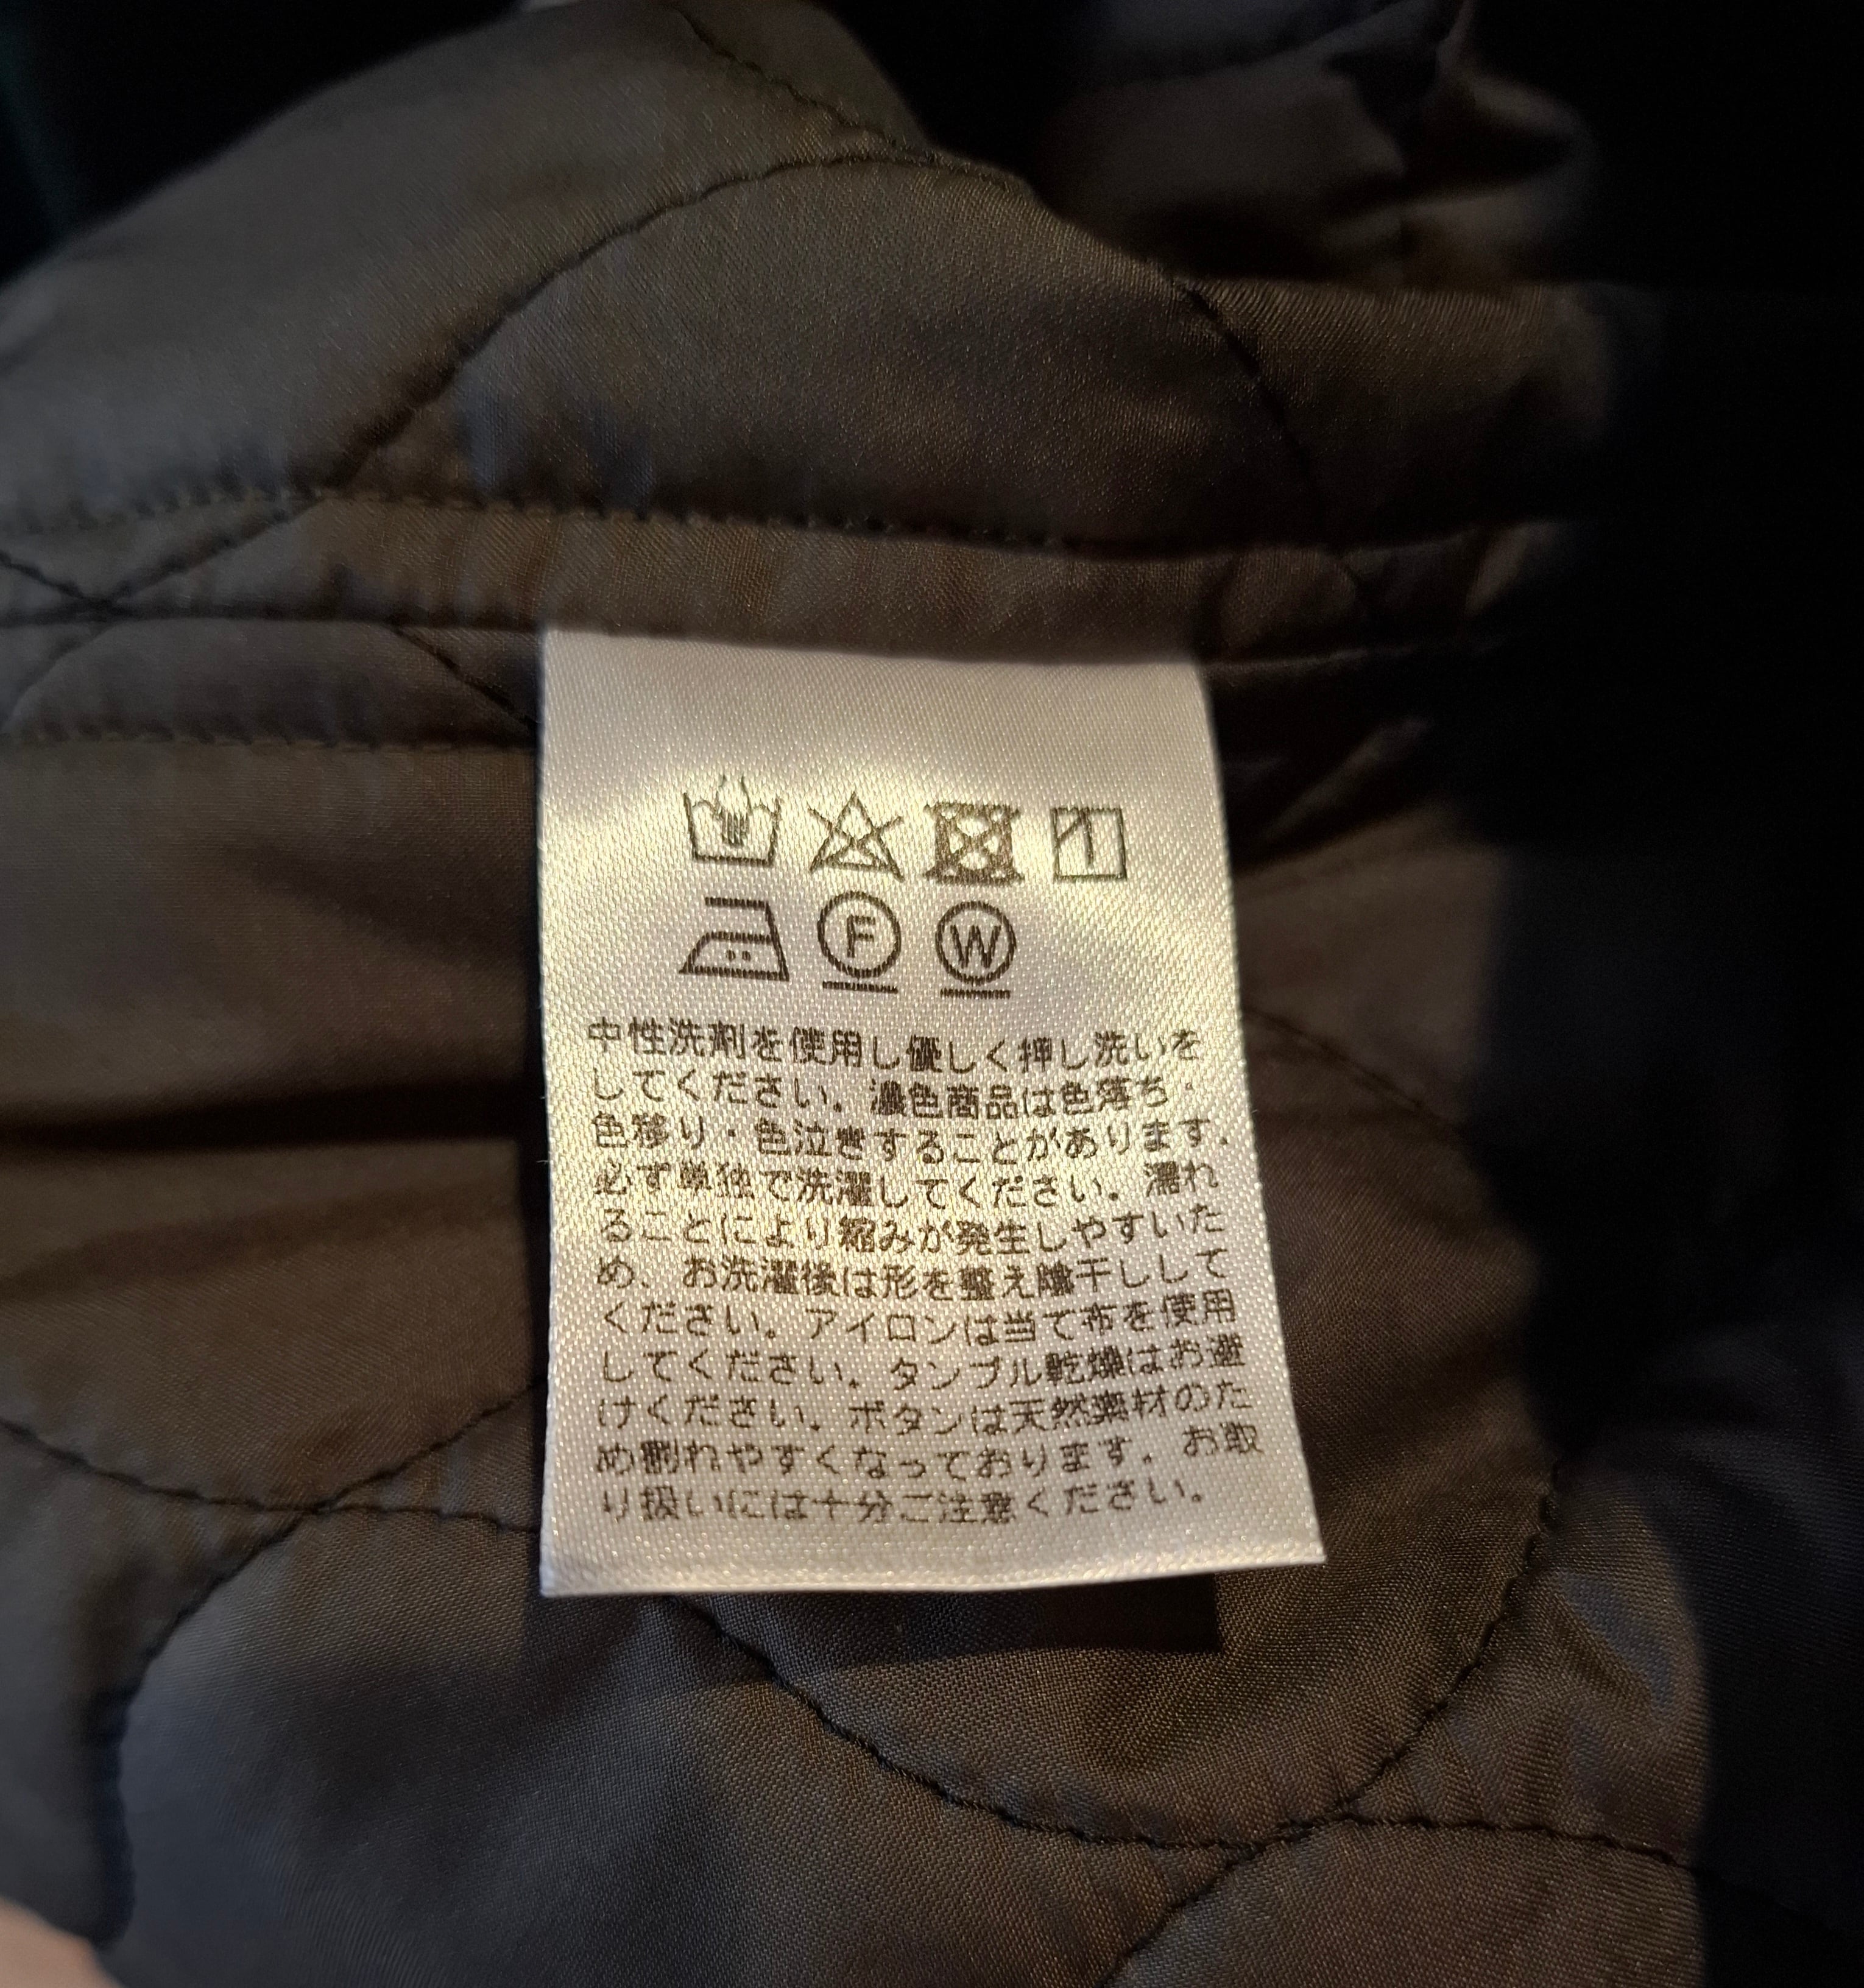 F W
中性洗剤を使用し優しく押し洗いを
してください。濃色商品は色落ち・
色移り・色泣きすることがあります。
必ず単独で洗濯してください。濡れ
ることにより縮みが発生しやすいた
め、お洗濯後は形を整え陰干しして
ください。アイロンは当て布を使用
してください。タンブル乾燥はお避
けください。ボタンは天然素材のた
め割れやすくなっております。お取
り扱いには十分ご注意ください。